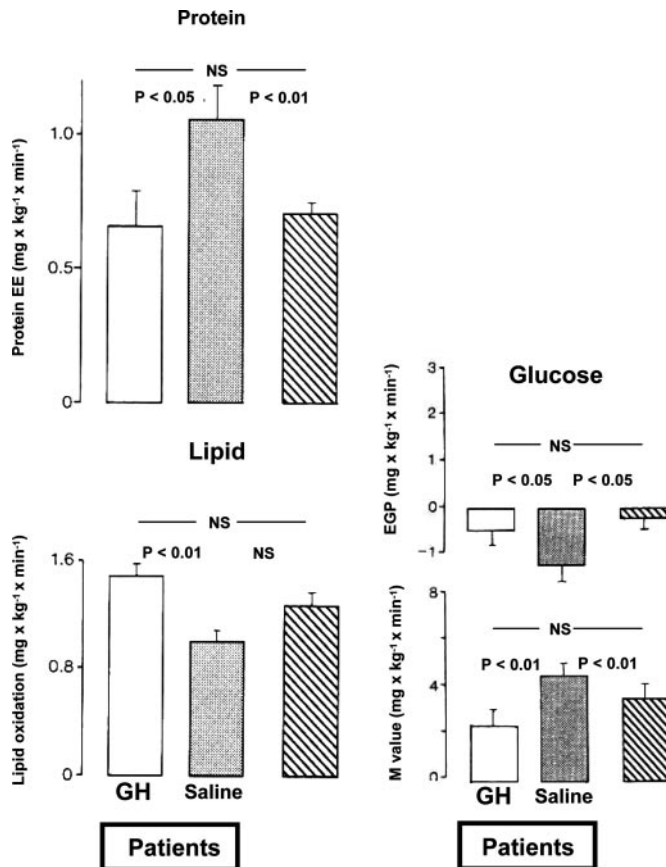 Protein
NS
P < 0.05 P < 0.01
1.0
0.5
0
Protein EE (mg x kg-1 x min-1)
Lipid
NS
P < 0.01 NS
1.6
0.8
0
Lipid oxidation (mg x kg-1 x min-1)
GH Saline
Patients
Glucose
3
2
1
0
−1
EGP (mg x kg-1 x min-1)
NS
P < 0.05 P < 0.05
8
4
0
M value (mg x kg-1 x min-1)
NS
P < 0.01 P < 0.01
GH Saline
Patients